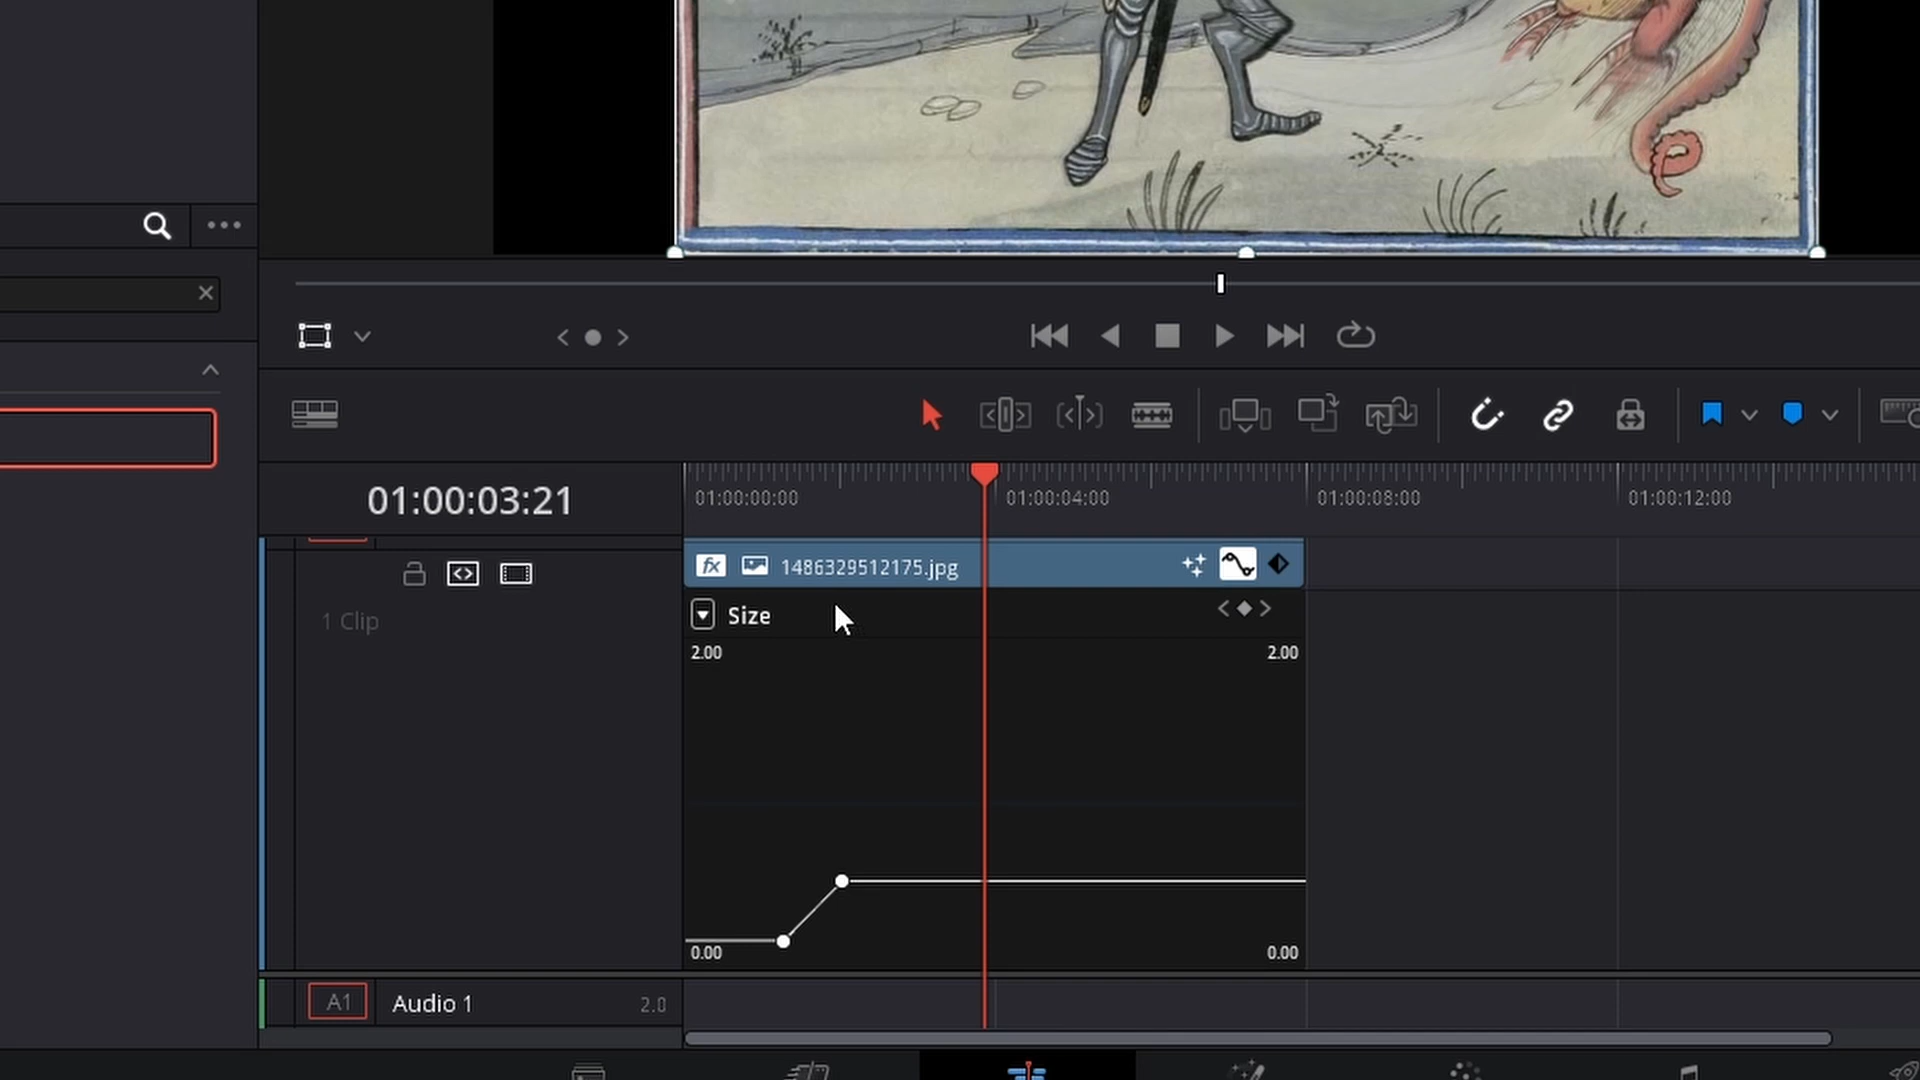 01:00:03:21
01:00:00:00
01:00:04:00
01:00:08:00
01:00:12:00
fx
1486329512175.jpg
1 Clip
Size
2.00
2.00
0.00
0.00
A1
Audio 1
2.0